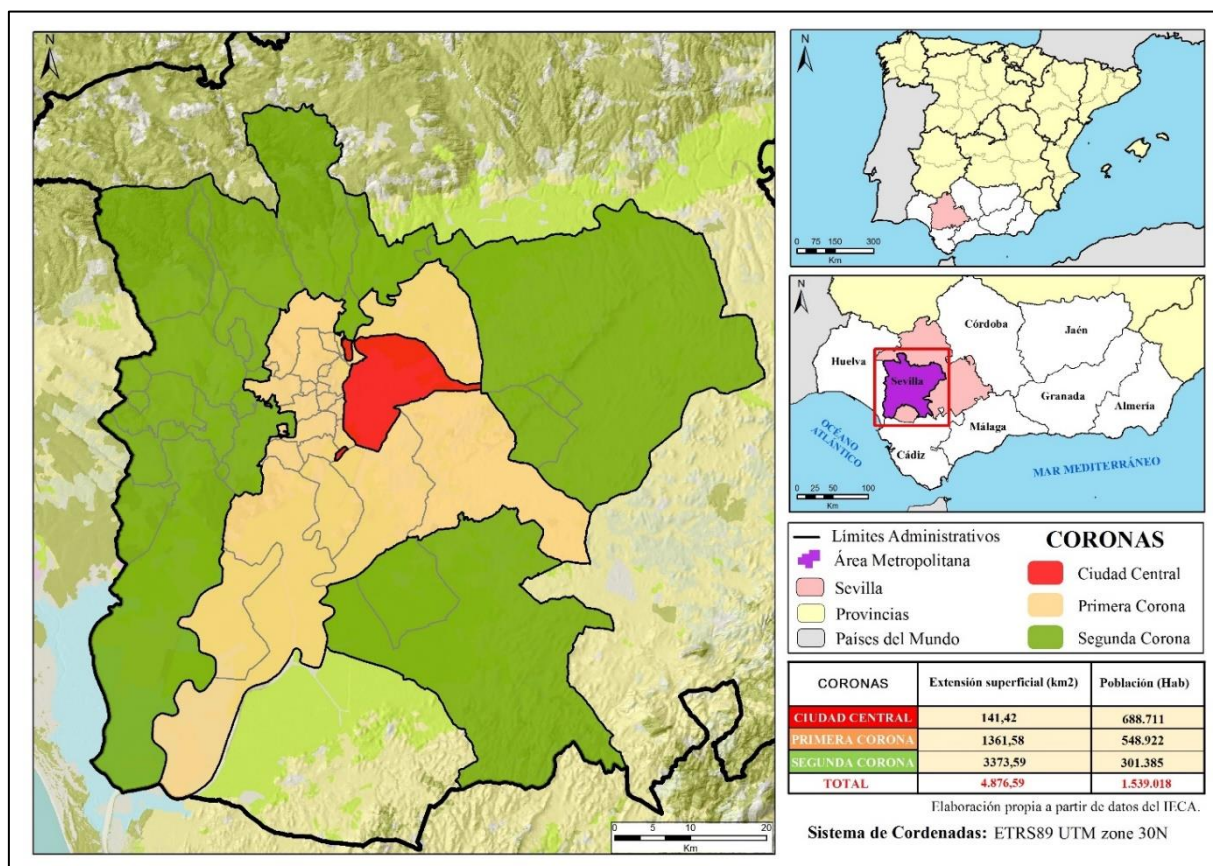 N
0 5 10 20
Km
N
0 75 150 300
Km
N
Córdoba
Jaén
Huelva
Sevilla
Granada
Almería
Málaga
Cádiz
OCÉANO
ATLÁNTICO
MAR MEDITERRÁNEO
0 25 50 100
Km
Límites Administrativos
Área Metropolitana
Sevilla
Provincias
Países del Mundo
CORONAS
Ciudad Central
Primera Corona
Segunda Corona
CORONAS Extensión superficial (km2) Población (Hab)
CIUDAD CENTRAL 141,42 688.711
PRIMERA CORONA 1361,58 548.922
SEGUNDA CORONA 3373,59 301.385
TOTAL 4.876,59 1.539.018
Elaboración propia a partir de datos del IECA.
Sistema de Cordenadas: ETRS89 UTM zone 30N